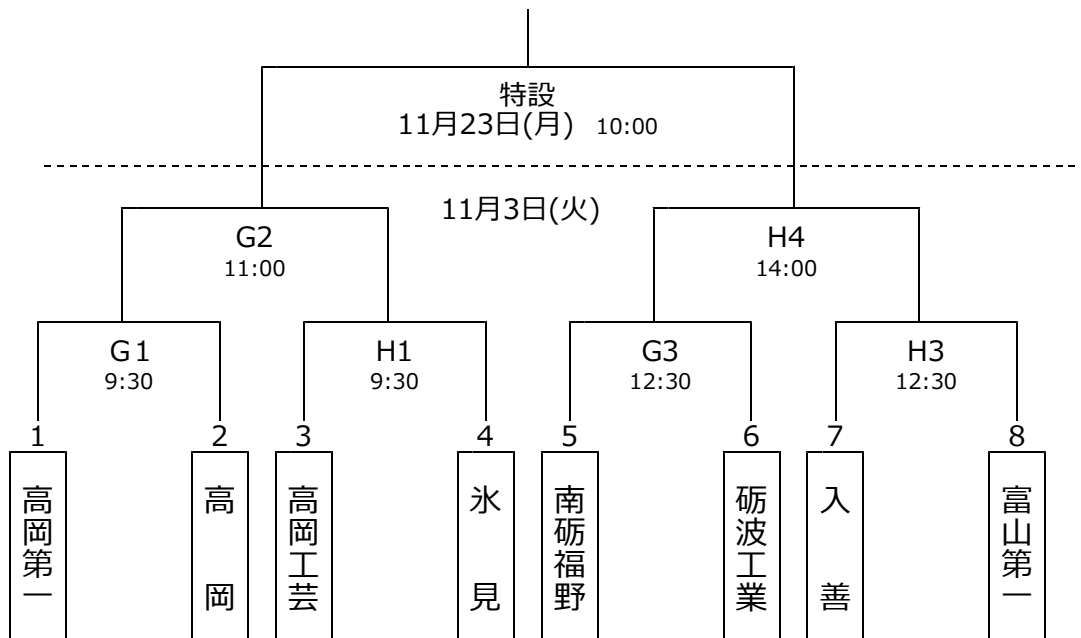 特設
11月23日(月) 10:00
11月3日(火)
G2
11:00
H4
14:00
G1
9:30
H1
9:30
G3
12:30
H3
12:30
1
2
3
4
5
6
7
8
高岡第一
高岡
高岡工芸
氷見
南砺福野
砺波工業
入善
富山第一